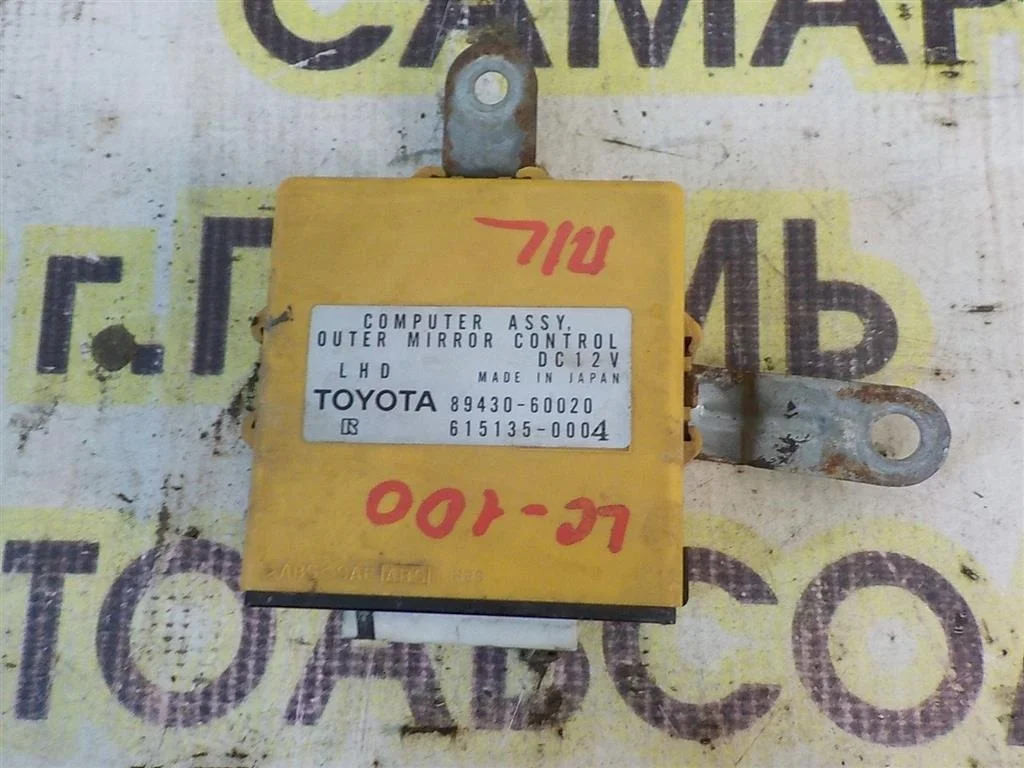 САМАР
г.П МЬ
COMPUTER ASSY,
OUTER MIRROR CONTROL
DC12V
LHD MADE IN JAPAN
TOYOTA 89430-60020
R 615135-0004
LC-100
ТОАВСО